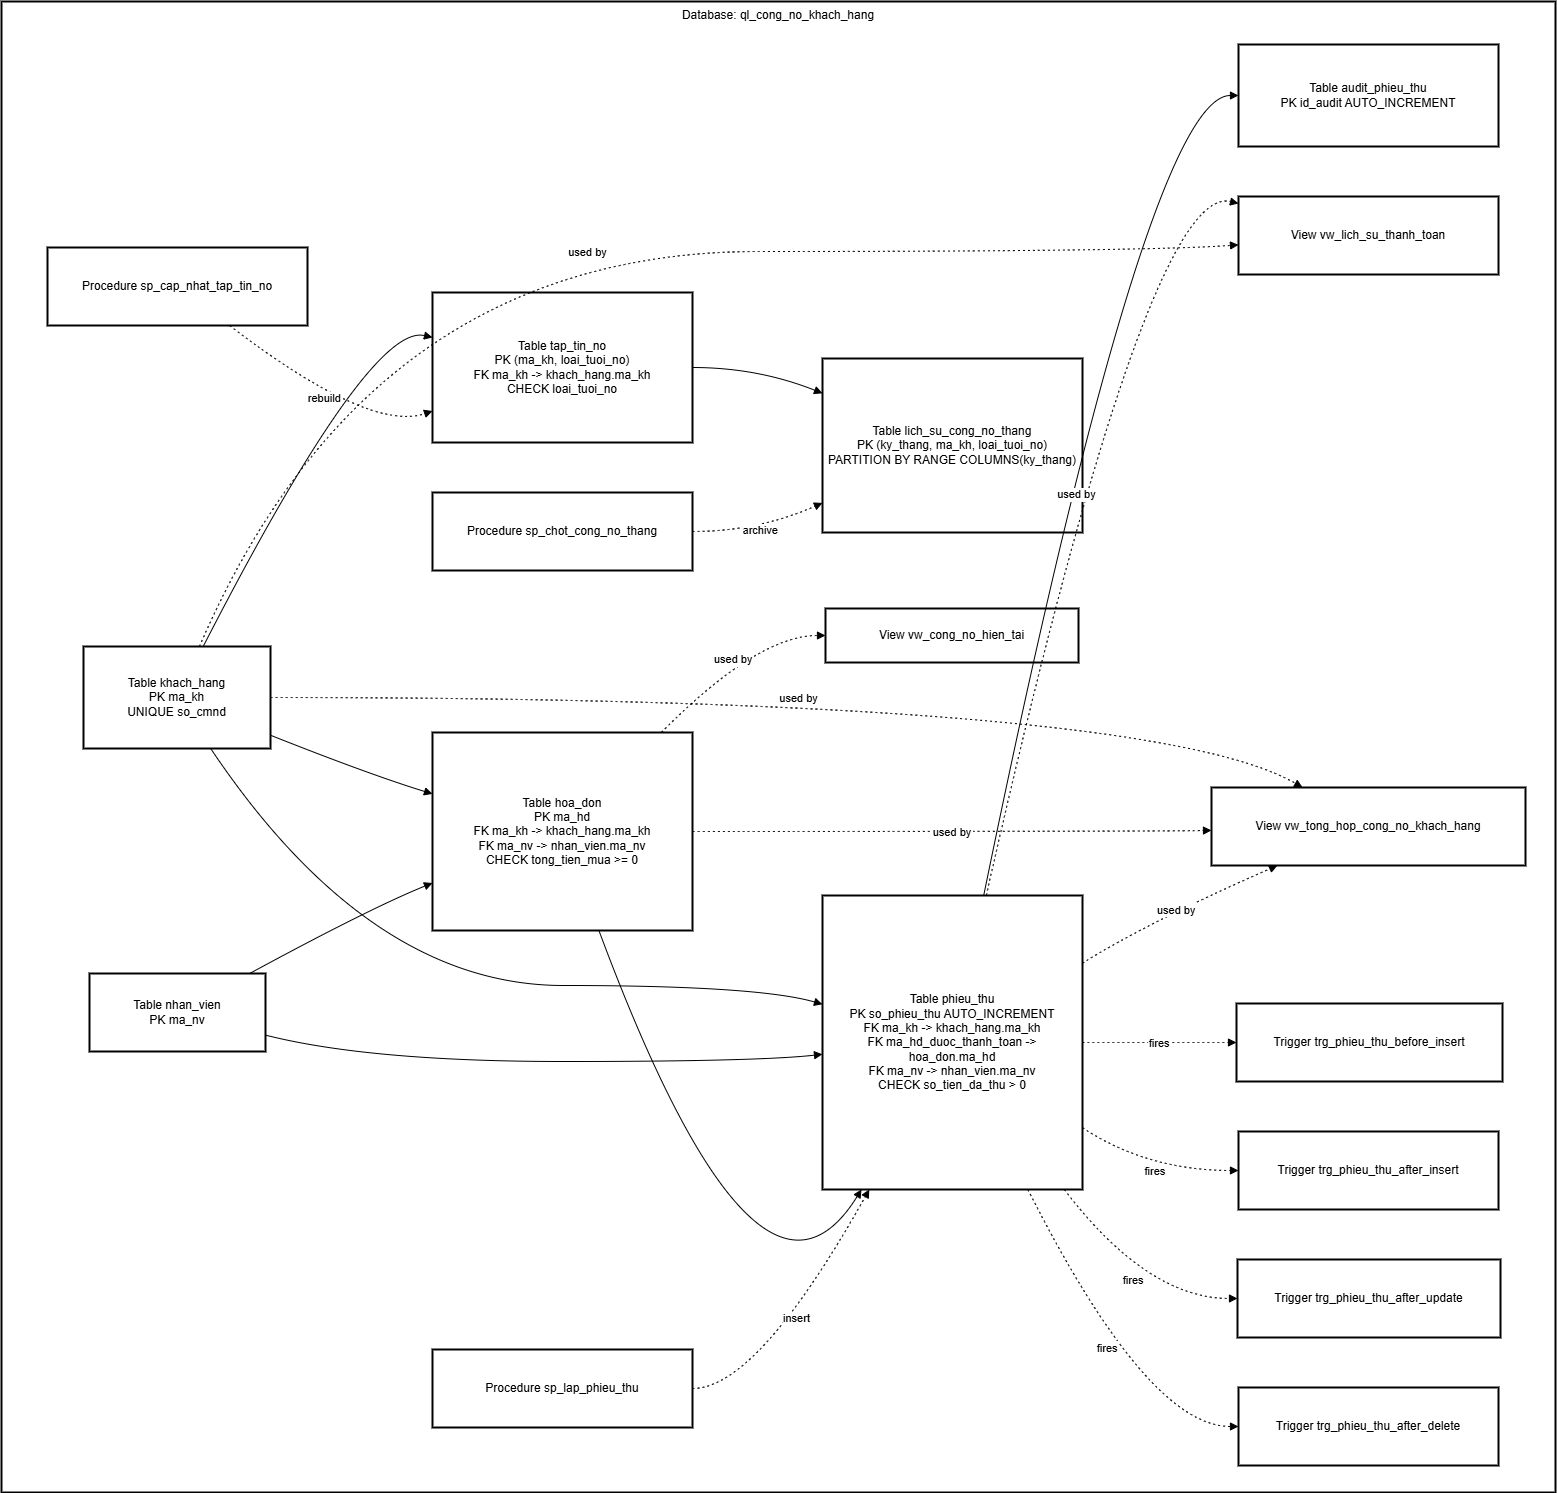 Database: ql_cong_no_khach_hang
Table audit_phieu_thu
PK id_audit AUTO_INCREMENT
View vw_lich_su_thanh_toan
used by
Procedure sp_cap_nhat_tap_tin_no
Table tap_tin_no
PK (ma_kh, loai_tuoi_no)
FK ma_kh -> khach_hang.ma_kh
CHECK loai_tuoi_no
rebuild
Table lich_su_cong_no_thang
PK (ky_thang, ma_kh, loai_tuoi_no)
PARTITION BY RANGE COLUMNS(ky_thang)
used by
Procedure sp_chot_cong_no_thang
archive
View vw_cong_no_hien_tai
used by
Table khach_hang
PK ma_kh
UNIQUE so_cmnd
used by
Table hoa_don
PK ma_hd
FK ma_kh -> khach_hang.ma_kh
FK ma_nv -> nhan_vien.ma_nv
CHECK tong_tien_mua >= 0
used by
View vw_tong_hop_cong_no_khach_hang
used by
Table nhan_vien
PK ma_nv
Table phieu_thu
PK so_phieu_thu AUTO_INCREMENT
FK ma_kh -> khach_hang.ma_kh
FK ma_hd_duoc_thanh_toan ->
hoa_don.ma_hd
FK ma_nv -> nhan_vien.ma_nv
CHECK so_tien_da_thu > 0
fires
Trigger trg_phieu_thu_before_insert
fires
Trigger trg_phieu_thu_after_insert
fires
Trigger trg_phieu_thu_after_update
insert
fires
Procedure sp_lap_phieu_thu
Trigger trg_phieu_thu_after_delete